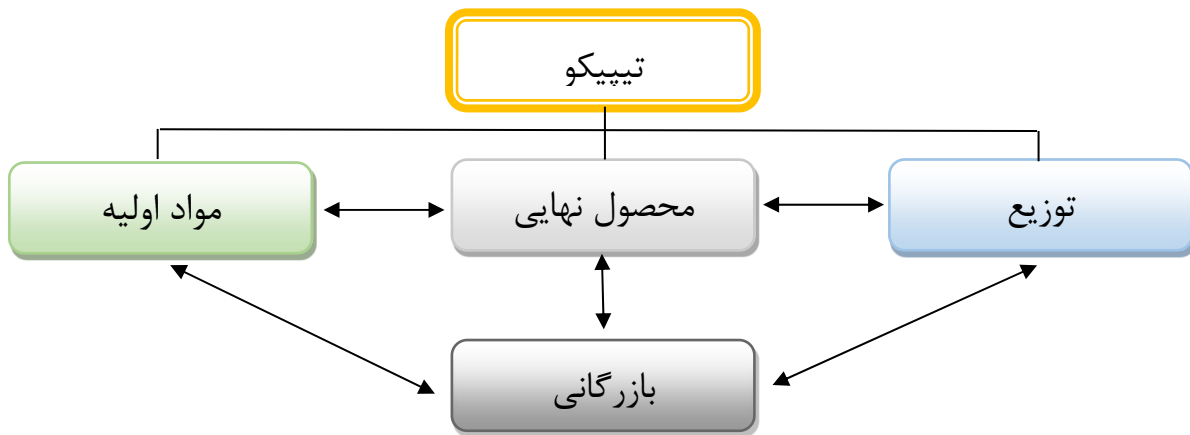 تیپیکو
توزیع
محصول نهایی
مواد اولیه
بازرگانی